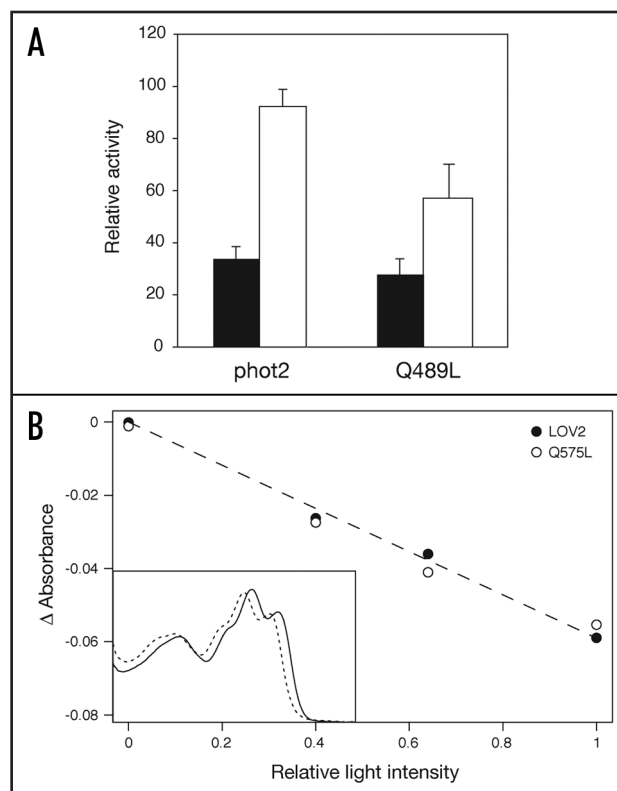 A
120
100
80
60
40
20
0
Relative activity
phot2 Q489L
B
0
-0.02
-0.04
-0.06
-0.08
Δ Absorbance
LOV2
Q575L
0 0.2 0.4 0.6 0.8 1
Relative light intensity